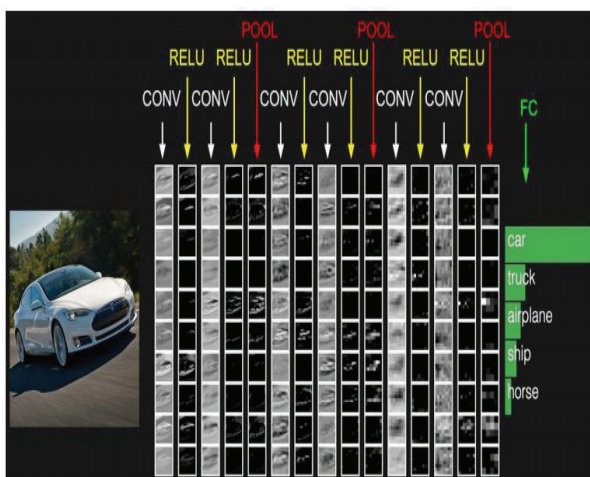 POOL POOL POOL
RELU RELU RELU RELU RELU RELU
CONV CONV CONV CONV CONV CONV
FC
car
truck
airplane
ship
horse